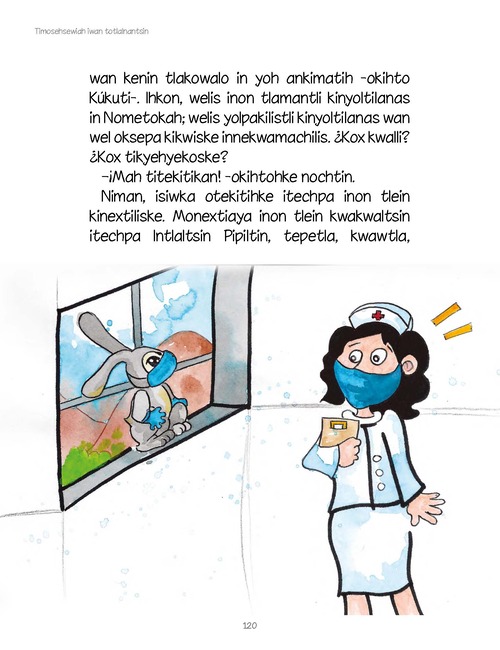 Timosehsewiah iwan totlalnantsin
wan kenin tlakowalo in yoh ankimatih -okihto
Kúkuti-. Ihkon, welis inon tlamantli kinyoltilanas
in Nometokah; welis yolpakilistli kinyoltilanas wan
wel oksepa kikwiske innekwamachilis. ¿Kox kwalli?
¿Kox tikyehyekoske?
–¡Mah titekitikan! -okihtohke nochtin.
Niman, isiwka otekitihke itechpa inon tlein
kinextiliske. Monextiaya inon tlein kwakwaltsin
itechpa Intlaltsin Pipiltin, tepetla, kwawtla,
120